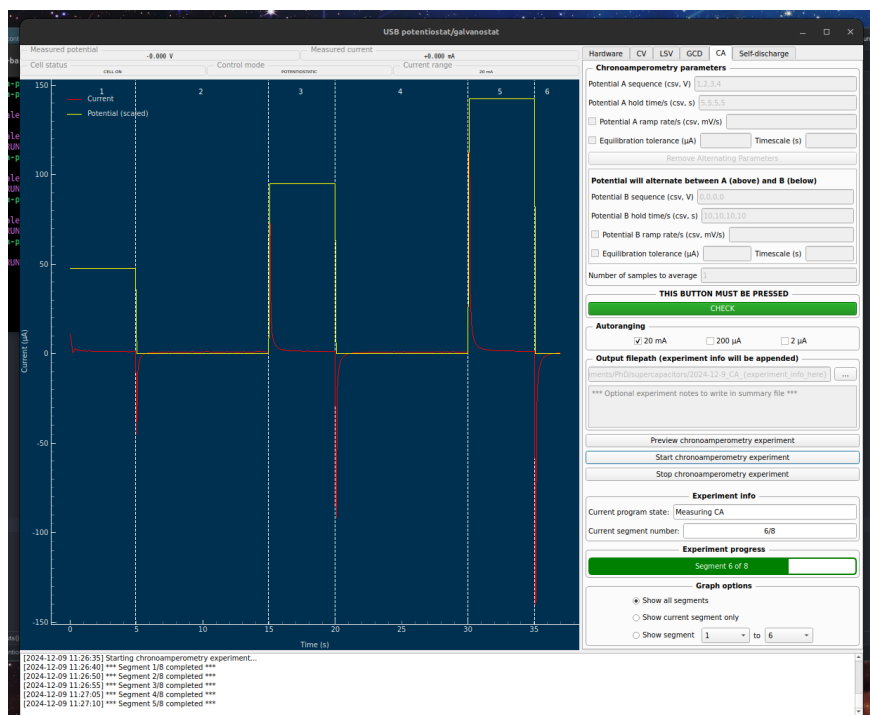 USB potentiostat/galvanostat
Measured potential
-0.000 V
Measured current
+0.000 mA
Cell status
CELL ON
Control mode
POTENTIOSTATIC
Current range
20 mA
Hardware CV LSV GCD CA Self-discharge
Chronoamperometry parameters
Potential A sequence (csv, V) 1,2,3,4
Potential A hold time/s (csv, s) 5,5,5,5
Potential A ramp rate/s (csv, mV/s)
Equilibration tolerance (µA) Timescale (s)
Remove Alternating Parameters
Potential will alternate between A (above) and B (below)
Potential B sequence (csv, V) 0,0,0,0
Potential B hold time/s (csv, s) 10,10,10,10
Potential B ramp rate/s (csv, mV/s)
Equilibration tolerance (µA) Timescale (s)
Number of samples to average 1
THIS BUTTON MUST BE PRESSED
CHECK
Autoranging
20 mA 200 µA 2 µA
Output filepath (experiment info will be appended)
ments/PhD/supercapacitors/2024-12-9_CA_{experiment_info_here} ...
*** Optional experiment notes to write in summary file ***
Preview chronoamperometry experiment
Start chronoamperometry experiment
Stop chronoamperometry experiment
Experiment info
Current program state: Measuring CA
Current segment number: 6/8
Experiment progress
Segment 6 of 8
Graph options
Show all segments
Show current segment only
Show segment 1 to 6
1 2 3 4 5 6
Current
Potential (scaled)
150
100
50
0
-50
-100
-150
Current (µA)
0 5 10 15 20 25 30 35
Time (s)
[2024-12-09 11:26:35] Starting chronoamperometry experiment...
[2024-12-09 11:26:40] *** Segment 1/8 completed ***
[2024-12-09 11:26:50] *** Segment 2/8 completed ***
[2024-12-09 11:26:55] *** Segment 3/8 completed ***
[2024-12-09 11:27:05] *** Segment 4/8 completed ***
[2024-12-09 11:27:10] *** Segment 5/8 completed ***